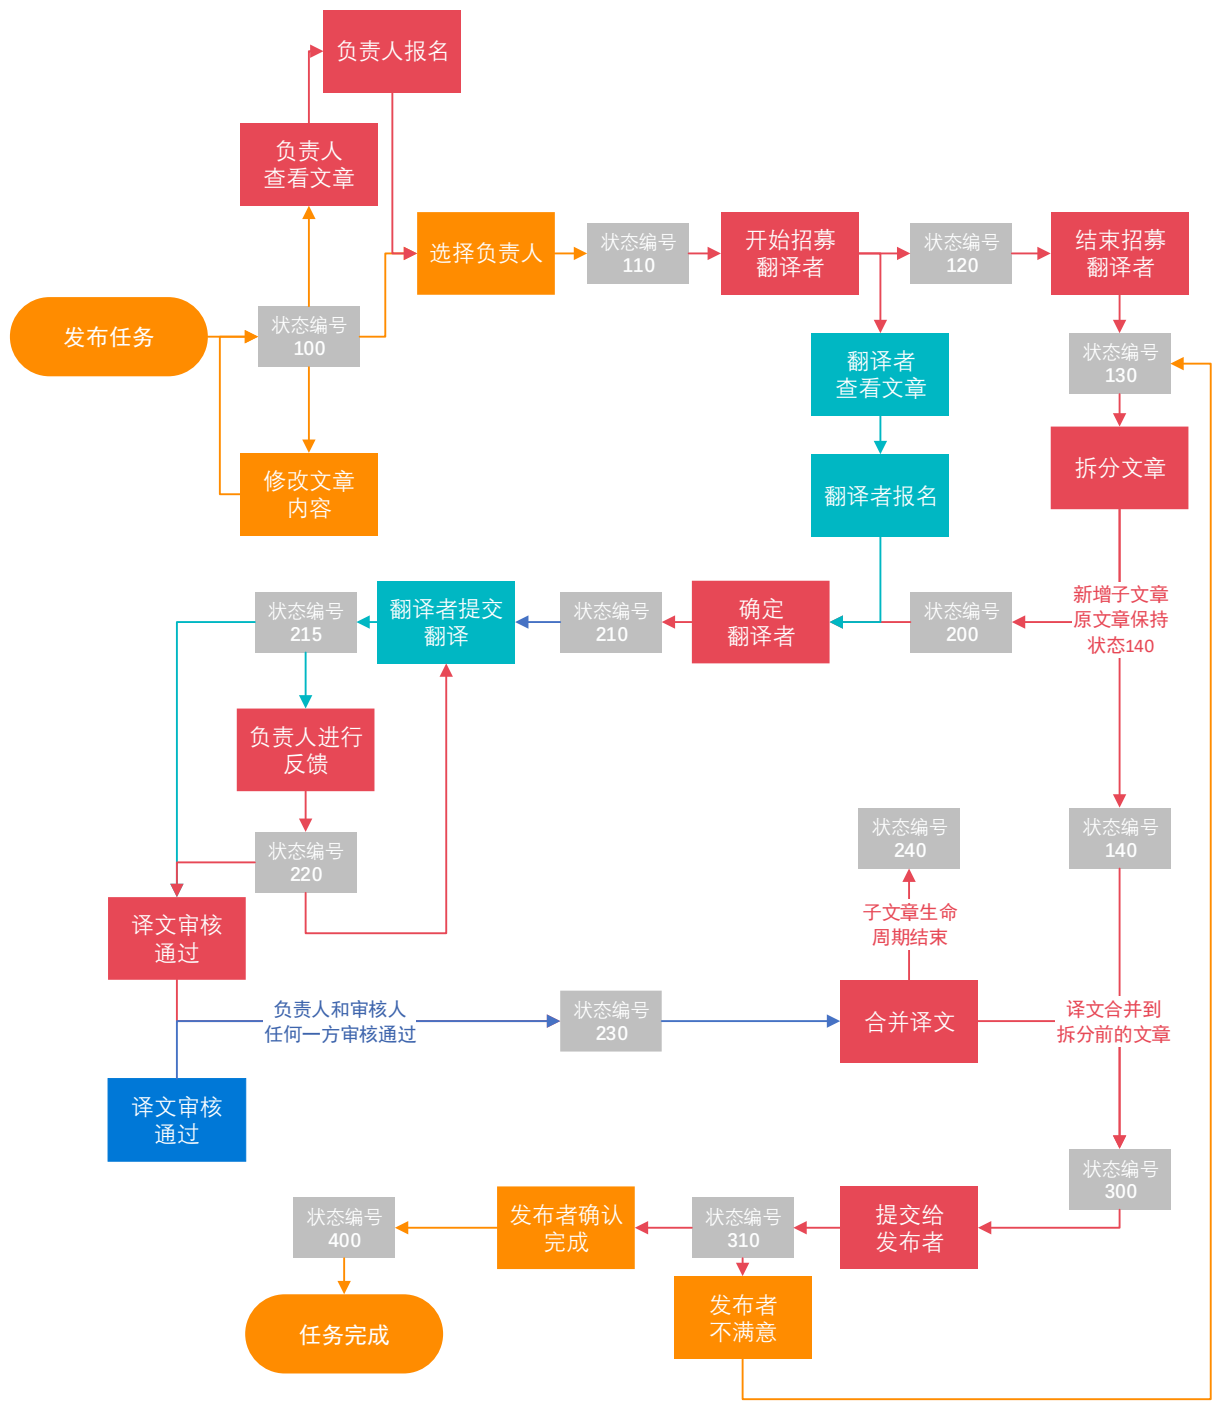 负责人报名
负责人
查看文章
选择负责人
状态编号
110
开始招募
翻译者
状态编号
120
结束招募
翻译者
发布任务
状态编号
100
翻译者
查看文章
状态编号
130
修改文章
内容
翻译者报名
拆分文章
状态编号
215
翻译者提交
翻译
状态编号
210
确定
翻译者
状态编号
200
新增子文章
原文章保持
状态140
负责人进行
反馈
状态编号
220
状态编号
240
状态编号
140
译文审核
通过
子文章生命
周期结束
负责人和审核人
任何一方审核通过
状态编号
230
合并译文
译文合并到
拆分前的文章
译文审核
通过
状态编号
300
状态编号
400
发布者确认
完成
状态编号
310
提交给
发布者
任务完成
发布者
不满意